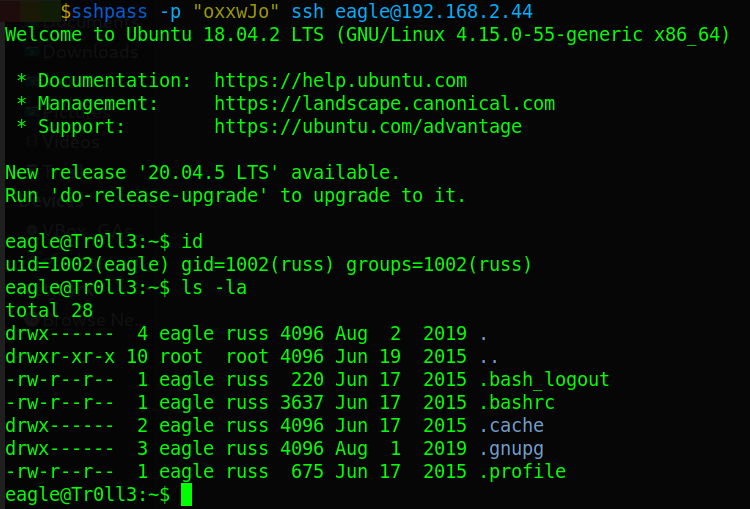 $sshpass -p "oxxwJo" ssh eagle@192.168.2.44
Welcome to Ubuntu 18.04.2 LTS (GNU/Linux 4.15.0-55-generic x86_64)
* Documentation:  https://help.ubuntu.com
* Management:     https://landscape.canonical.com
* Support:        https://ubuntu.com/advantage
New release '20.04.5 LTS' available.
Run 'do-release-upgrade' to upgrade to it.
eagle@Tr0ll3:~$ id
uid=1002(eagle) gid=1002(russ) groups=1002(russ)
eagle@Tr0ll3:~$ ls -la
total 28
drwx------  4 eagle russ 4096 Aug  2  2019 .
drwxr-xr-x 10 root  root 4096 Jun 19  2015 ..
-rw-r--r--  1 eagle russ  220 Jun 17  2015 .bash_logout
-rw-r--r--  1 eagle russ 3637 Jun 17  2015 .bashrc
drwx------  2 eagle russ 4096 Jun 17  2015 .cache
drwx------  3 eagle russ 4096 Aug  1  2019 .gnupg
-rw-r--r--  1 eagle russ  675 Jun 17  2015 .profile
eagle@Tr0ll3:~$
Downloads
Videos